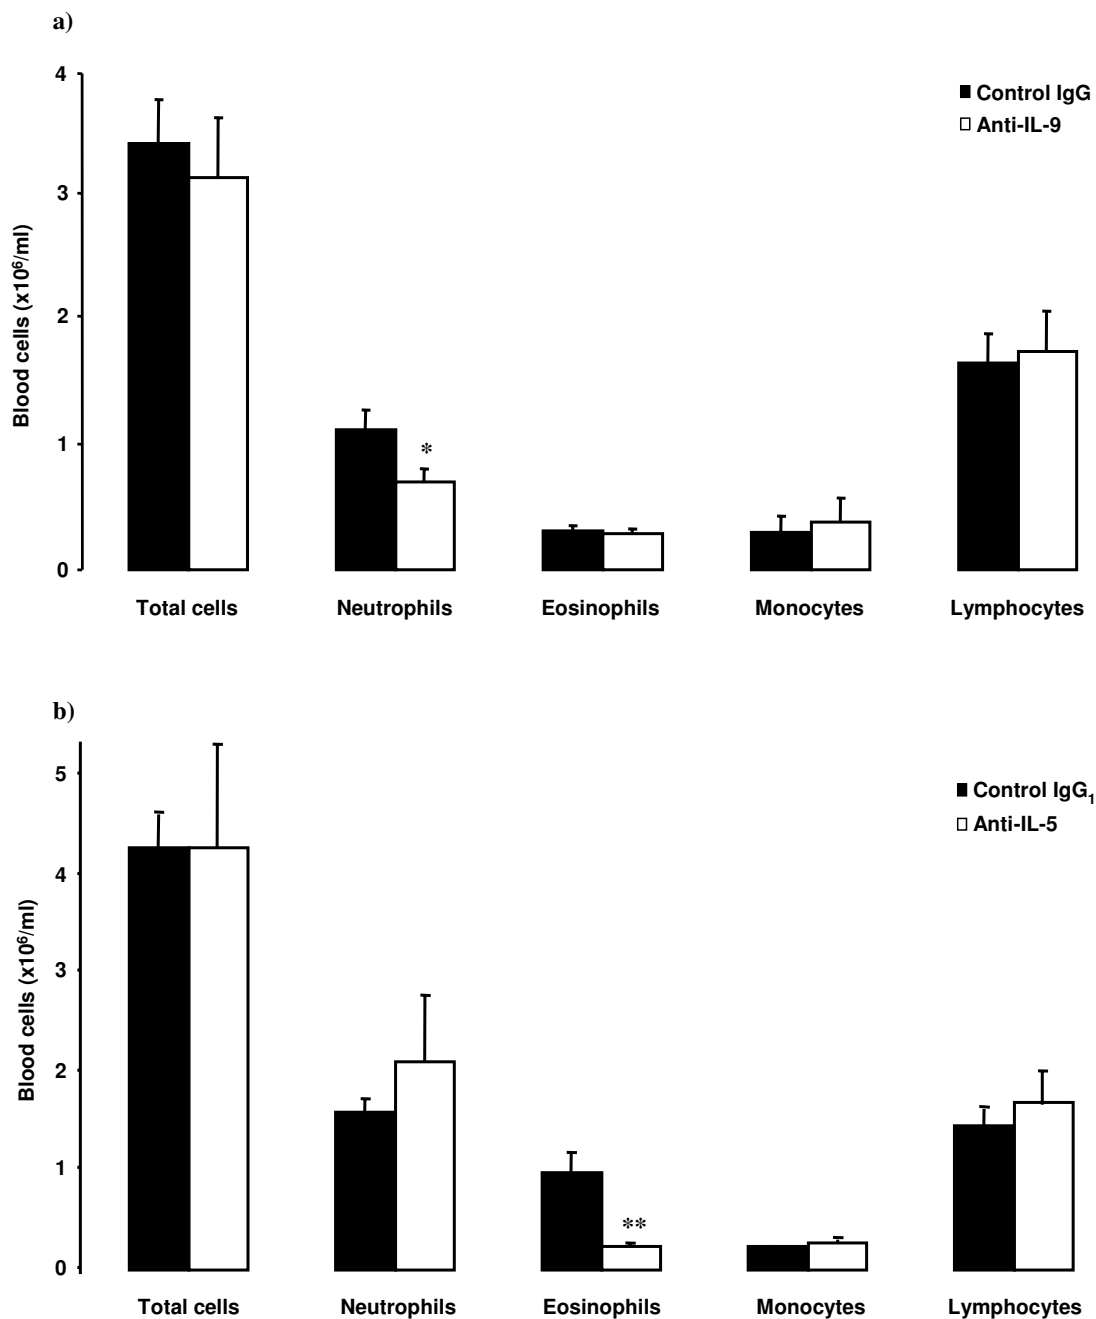 a)
4
3
2
1
0
Blood cells (x10⁶/ml)
Control IgG
Anti-IL-9
*
Total cells Neutrophils Eosinophils Monocytes Lymphocytes
b)
5
4
3
2
1
0
Blood cells (x10⁶/ml)
Control IgG₁
Anti-IL-5
**
Total cells Neutrophils Eosinophils Monocytes Lymphocytes